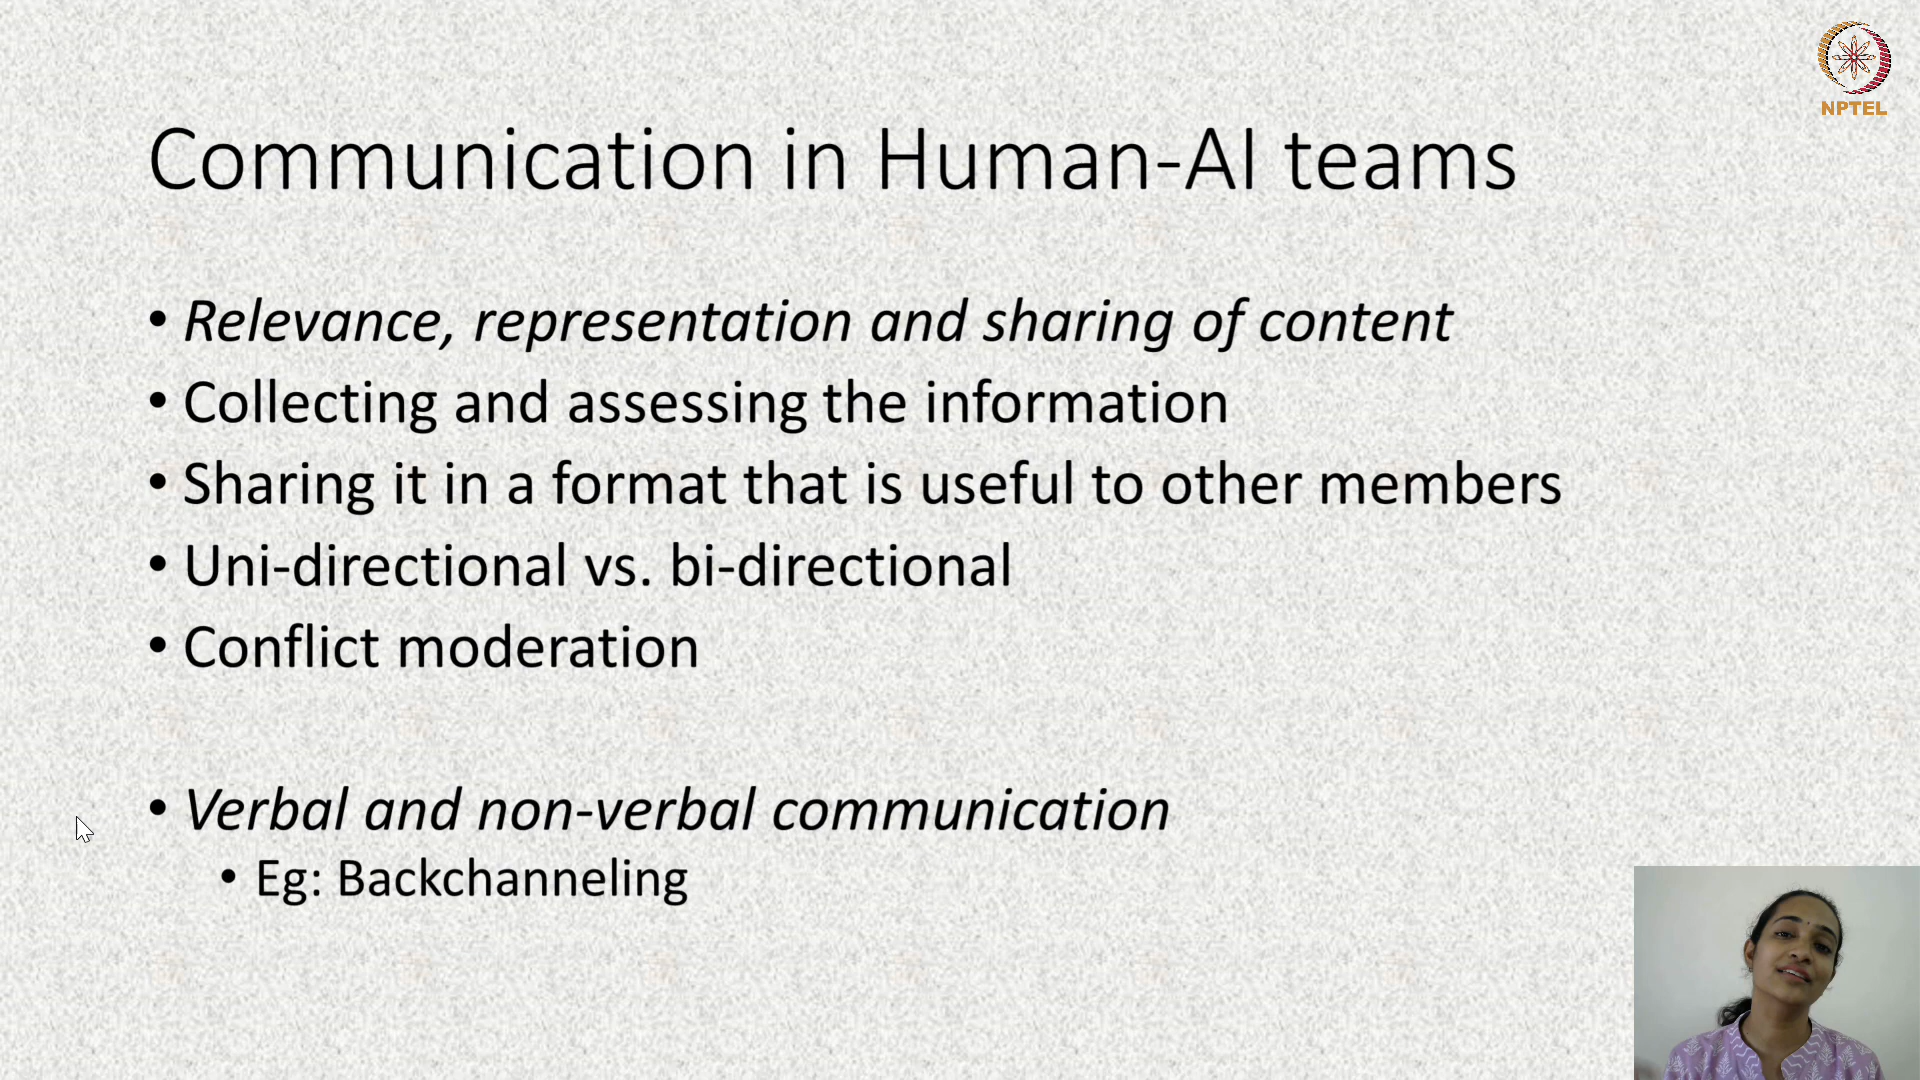 NPTEL
Communication in Human-AI teams
• Relevance, representation and sharing of content
• Collecting and assessing the information
• Sharing it in a format that is useful to other members
• Uni-directional vs. bi-directional
• Conflict moderation
• Verbal and non-verbal communication
• Eg: Backchanneling